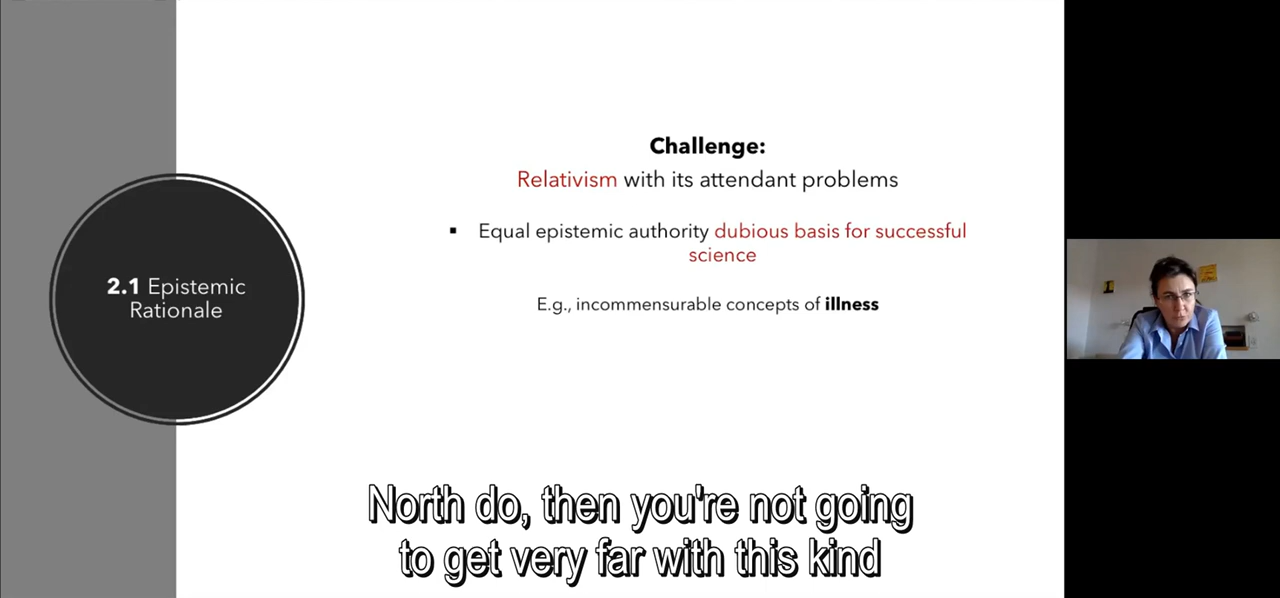 Challenge:
Relativism with its attendant problems
▪ Equal epistemic authority dubious basis for successful
science
E.g., incommensurable concepts of illness
2.1 Epistemic
Rationale
North do, then you're not going
to get very far with this kind